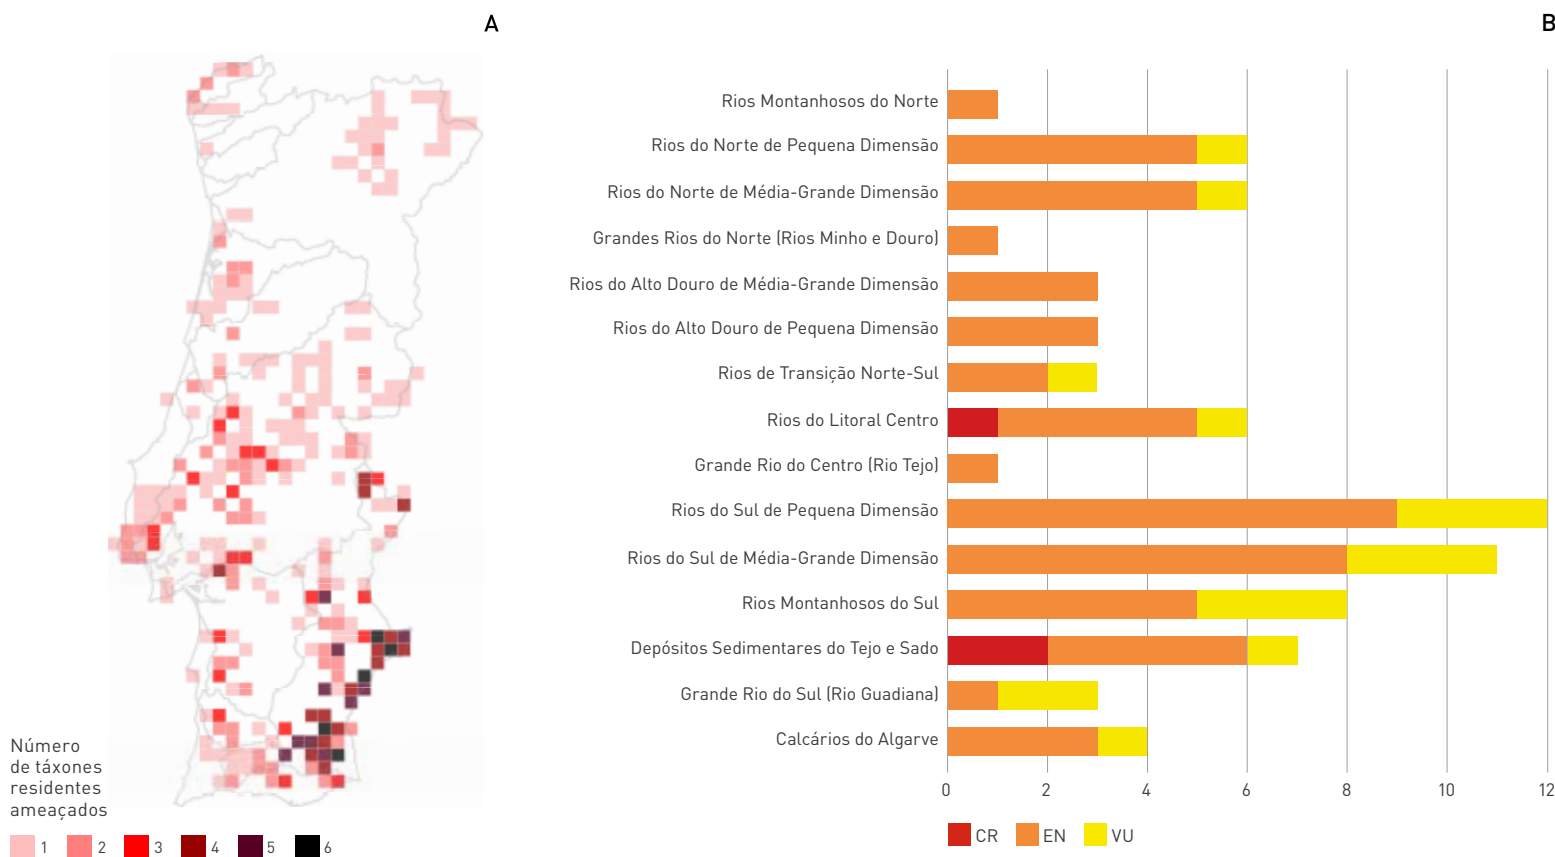 A
B
Rios Montanhosos do Norte
Rios do Norte de Pequena Dimensão
Rios do Norte de Média-Grande Dimensão
Grandes Rios do Norte (Rios Minho e Douro)
Rios do Alto Douro de Média-Grande Dimensão
Rios do Alto Douro de Pequena Dimensão
Rios de Transição Norte-Sul
Rios do Litoral Centro
Grande Rio do Centro (Rio Tejo)
Rios do Sul de Pequena Dimensão
Rios do Sul de Média-Grande Dimensão
Rios Montanhosos do Sul
Depósitos Sedimentares do Tejo e Sado
Grande Rio do Sul (Rio Guadiana)
Calcários do Algarve
0 2 4 6 8 10 12
CR EN VU
Número
de táxones
residentes
ameaçados
1 2 3 4 5 6